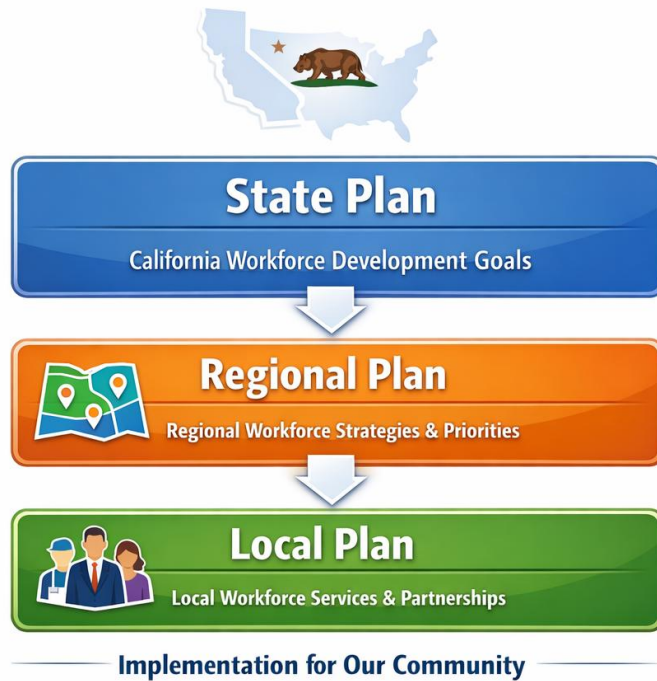 State Plan
California Workforce Development Goals
Regional Plan
Regional Workforce Strategies & Priorities
Local Plan
Local Workforce Services & Partnerships
Implementation for Our Community